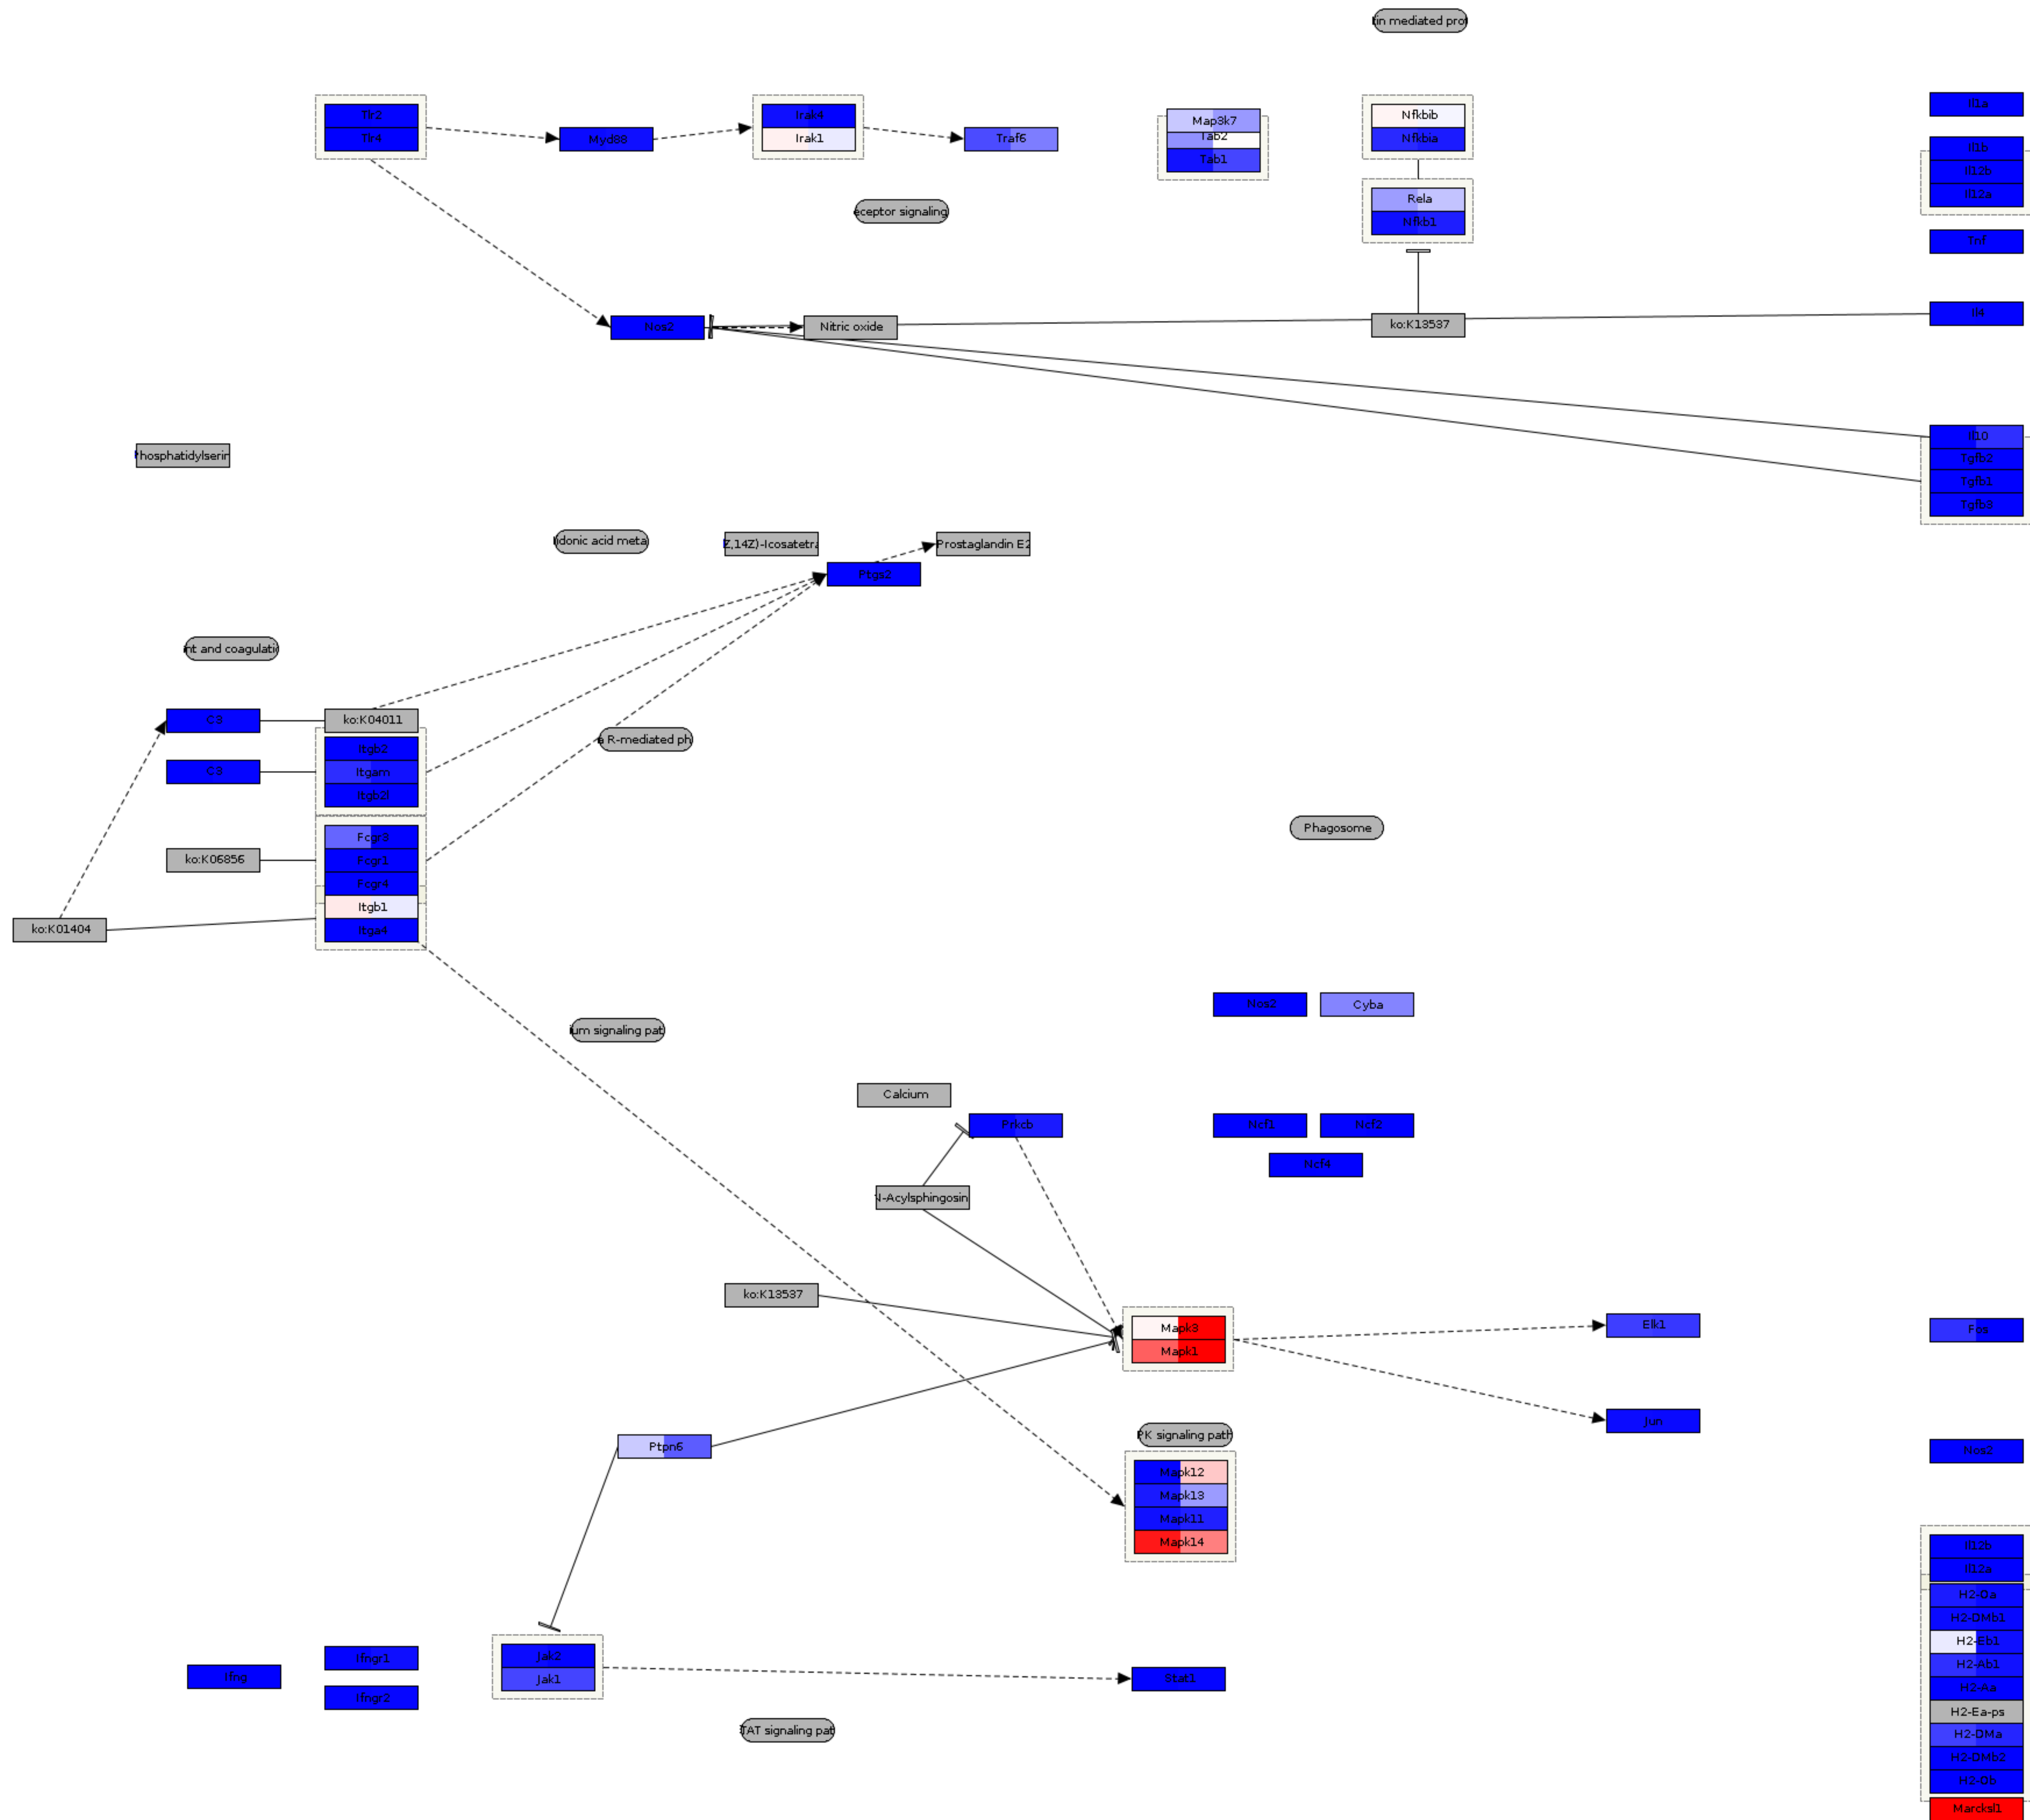 in mediated prot
Tlr2
Tlr4
Myd88
Irak4
Irak1
Traf6
Map3k7
Tab2
Tab1
Nfkbib
Nfkbia
Rela
Nfkb1
Il1a
Il1b
Il12b
Il12a
Tnf
eceptor signaling
Nos2
Nitric oxide
ko:K13537
Il4
Il10
Tgfb2
Tgfb1
Tgfb3
hosphatidylserin
idonic acid meta
Z,14Z)-Icosatetra
Prostaglandin E2
Ptgs2
nt and coagulatio
C3
ko:K04011
Itgb2
C3
Itgam
Itgb2l
a R-mediated ph
Phagosome
Fcgr3
ko:K06856
Fcgr1
Fcgr4
Itgb1
ko:K01404
Itga4
Nos2
Cyba
ium signaling pat
Calcium
Prkcb
Ncf1
Ncf2
Ncf4
N-Acylsphingosin
ko:K13537
Mapk3
Mapk1
Elk1
Fos
Jun
Ptpn6
PK signaling path
Nos2
Mapk12
Mapk13
Mapk11
Mapk14
Il12b
Il12a
H2-Oa
H2-DMb1
H2-Eb1
H2-Ab1
H2-Aa
H2-Ea-ps
H2-DMa
H2-DMb2
H2-Ob
Marcksl1
Ifng
Ifngr1
Ifngr2
Jak2
Jak1
Stat1
TAT signaling pat